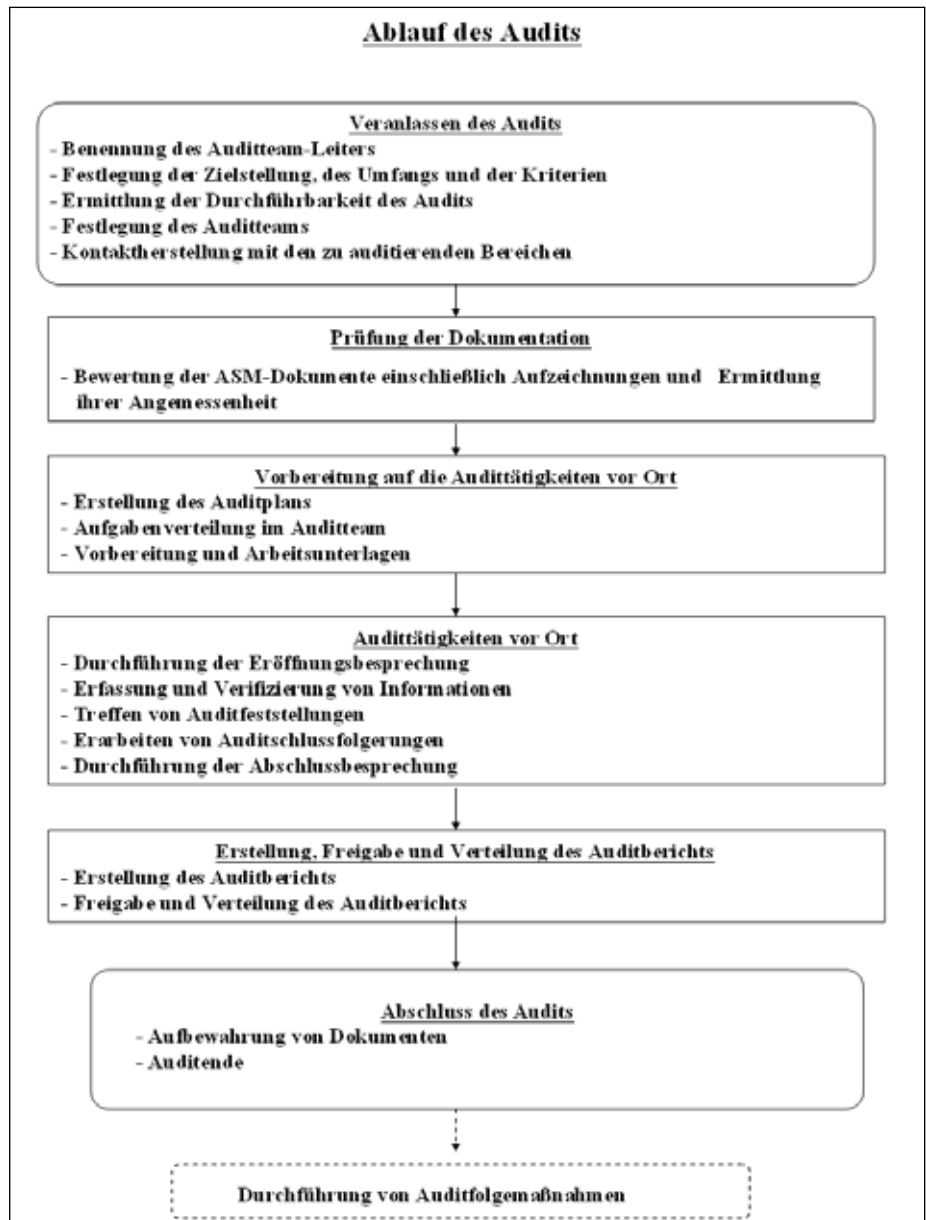 Ablauf des Audits
Veranlassen des Audits
- Benennung des Auditteam-Leiters
- Festlegung der Zielstellung, des Umfangs und der Kriterien
- Ermittlung der Durchführbarkeit des Audits
- Festlegung des Auditteams
- Kontaktherstellung mit den zu auditierenden Bereichen
Prüfung der Dokumentation
- Bewertung der ASM-Dokumente einschließlich Aufzeichnungen und Ermittlung
ihrer Angemessenheit
Vorbereitung auf die Audittätigkeiten vor Ort
- Erstellung des Auditplans
- Aufgabenverteilung im Auditteam
- Vorbereitung und Arbeitsunterlagen
Audittätigkeiten vor Ort
- Durchführung der Eröffnungsbesprechung
- Erfassung und Verifizierung von Informationen
- Treffen von Auditfeststellungen
- Erarbeiten von Auditschlussfolgerungen
- Durchführung der Abschlussbesprechung
Erstellung, Freigabe und Verteilung des Auditberichts
- Erstellung des Auditberichts
- Freigabe und Verteilung des Auditberichts
Abschluss des Audits
- Aufbewahrung von Dokumenten
- Auditende
Durchführung von Auditfolgemaßnahmen